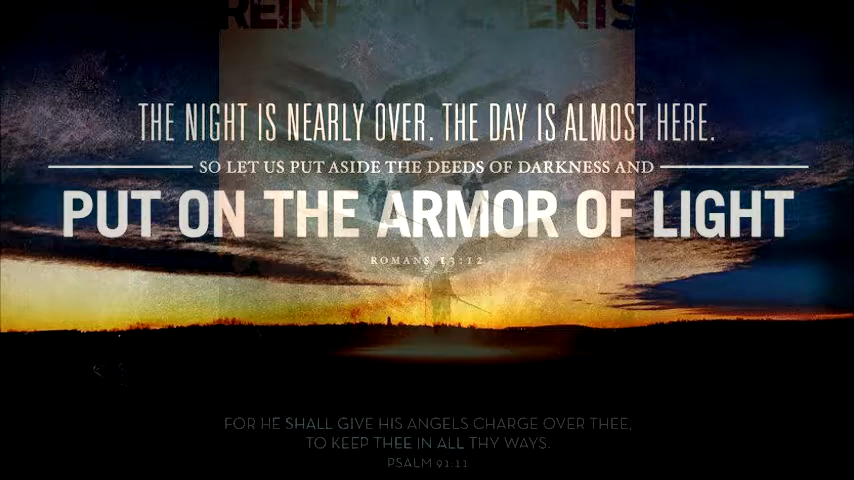 THE NIGHT IS NEARLY OVER. THE DAY IS ALMOST HERE.
SO LET US PUT ASIDE THE DEEDS OF DARKNESS AND
PUT ON THE ARMOR OF LIGHT
ROMANS 13:12
FOR HE SHALL GIVE HIS ANGELS CHARGE OVER THEE,
TO KEEP THEE IN ALL THY WAYS.
PSALM 91:11